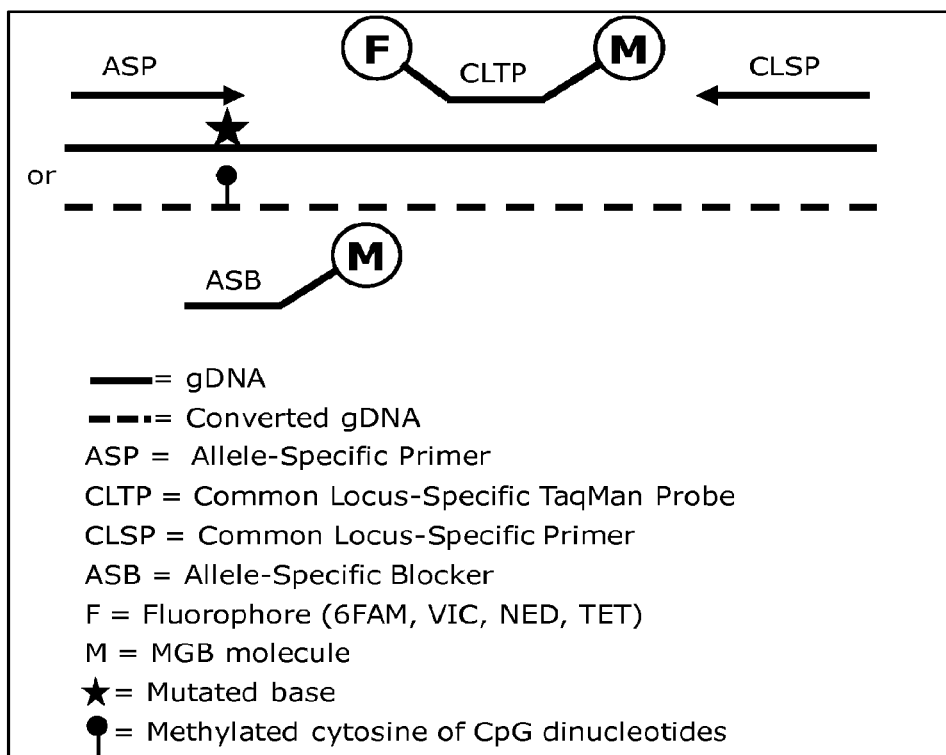 ASP
F
CLTP
M
CLSP
or
ASB
M
= gDNA
= Converted gDNA
ASP = Allele-Specific Primer
CLTP = Common Locus-Specific TaqMan Probe
CLSP = Common Locus-Specific Primer
ASB = Allele-Specific Blocker
F = Fluorophore (6FAM, VIC, NED, TET)
M = MGB molecule
= Mutated base
= Methylated cytosine of CpG dinucleotides